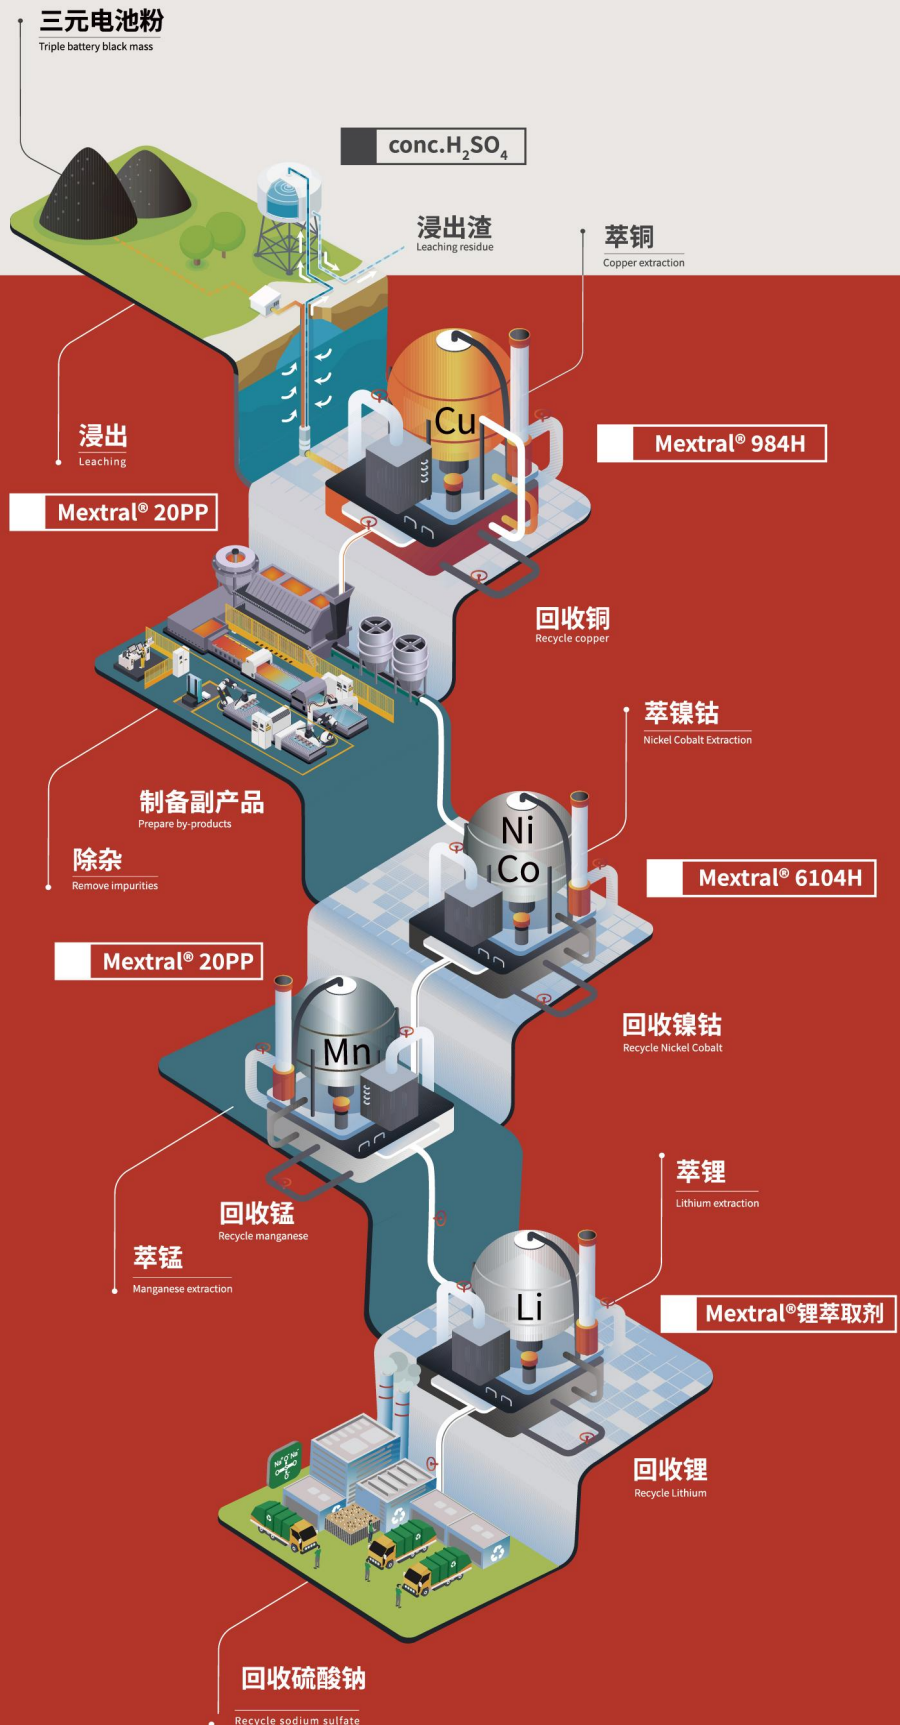 三元电池粉
Triple battery black mass
conc.H₂SO₄
浸出渣
Leaching residue
萃铜
Copper extraction
Cu
浸出
Leaching
Mextral® 984H
Mextral® 20PP
回收铜
Recycle copper
萃镍钴
Nickel Cobalt Extraction
制备副产品
Prepare by-products
Ni
Co
除杂
Remove impurities
Mextral® 6104H
Mextral® 20PP
回收镍钴
Recycle Nickel Cobalt
Mn
萃锂
Lithium extraction
回收锰
Recycle manganese
萃锰
Manganese extraction
Li
Mextral®锂萃取剂
回收锂
Recycle Lithium
回收硫酸钠
Recycle sodium sulfate